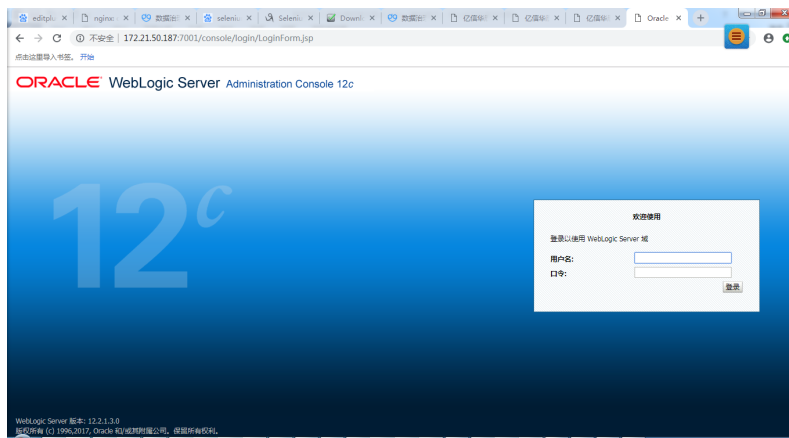 editplu
nginx
数据治
seleniu
Seleniu
Downl
数据治
亿信华
亿信华
亿信华
Oracle
不安全 | 172.21.50.187:7001/console/login/LoginForm.jsp
点击这里导入书签。 开始
ORACLE WebLogic Server Administration Console 12c
12c
欢迎使用
登录以使用 WebLogic Server 域
用户名:
口令:
登录
WebLogic Server 版本: 12.2.1.3.0
版权所有 (c) 1996,2017, Oracle 和/或其附属公司。保留所有权利。